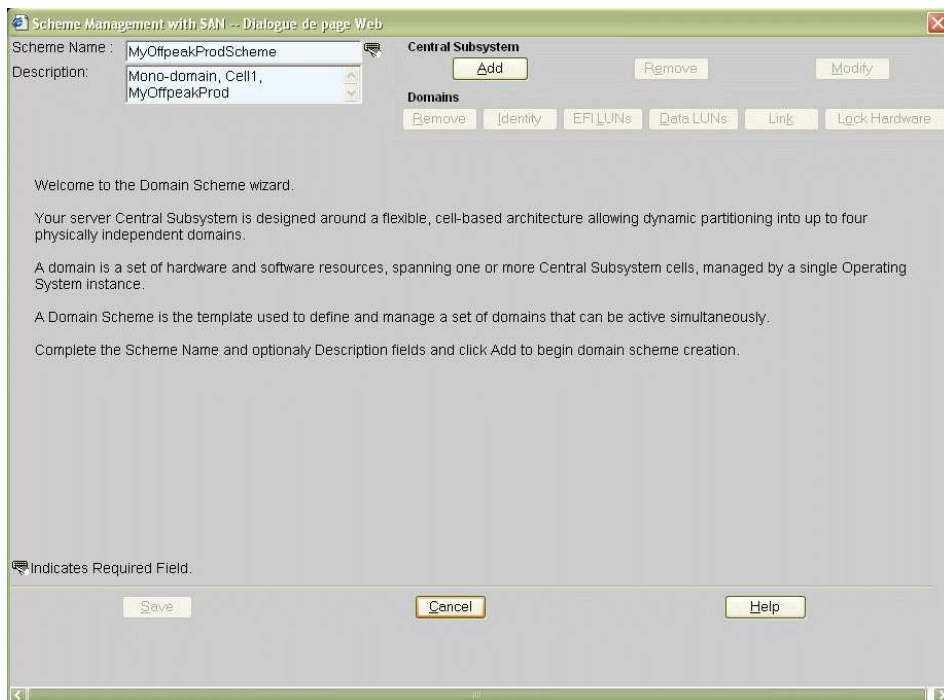 Scheme Management with SAN -- Dialogue de page Web
Scheme Name : MyOffpeakProdScheme
Description: Mono-domain, Cell1,
MyOffpeakProd
Central Subsystem
Add Remove Modify
Domains
Remove Identity EFI LUNs Data LUNs Link Lock Hardware
Welcome to the Domain Scheme wizard.
Your server Central Subsystem is designed around a flexible, cell-based architecture allowing dynamic partitioning into up to four
physically independent domains.
A domain is a set of hardware and software resources, spanning one or more Central Subsystem cells, managed by a single Operating
System instance.
A Domain Scheme is the template used to define and manage a set of domains that can be active simultaneously.
Complete the Scheme Name and optionaly Description fields and click Add to begin domain scheme creation.
Indicates Required Field.
Save Cancel Help